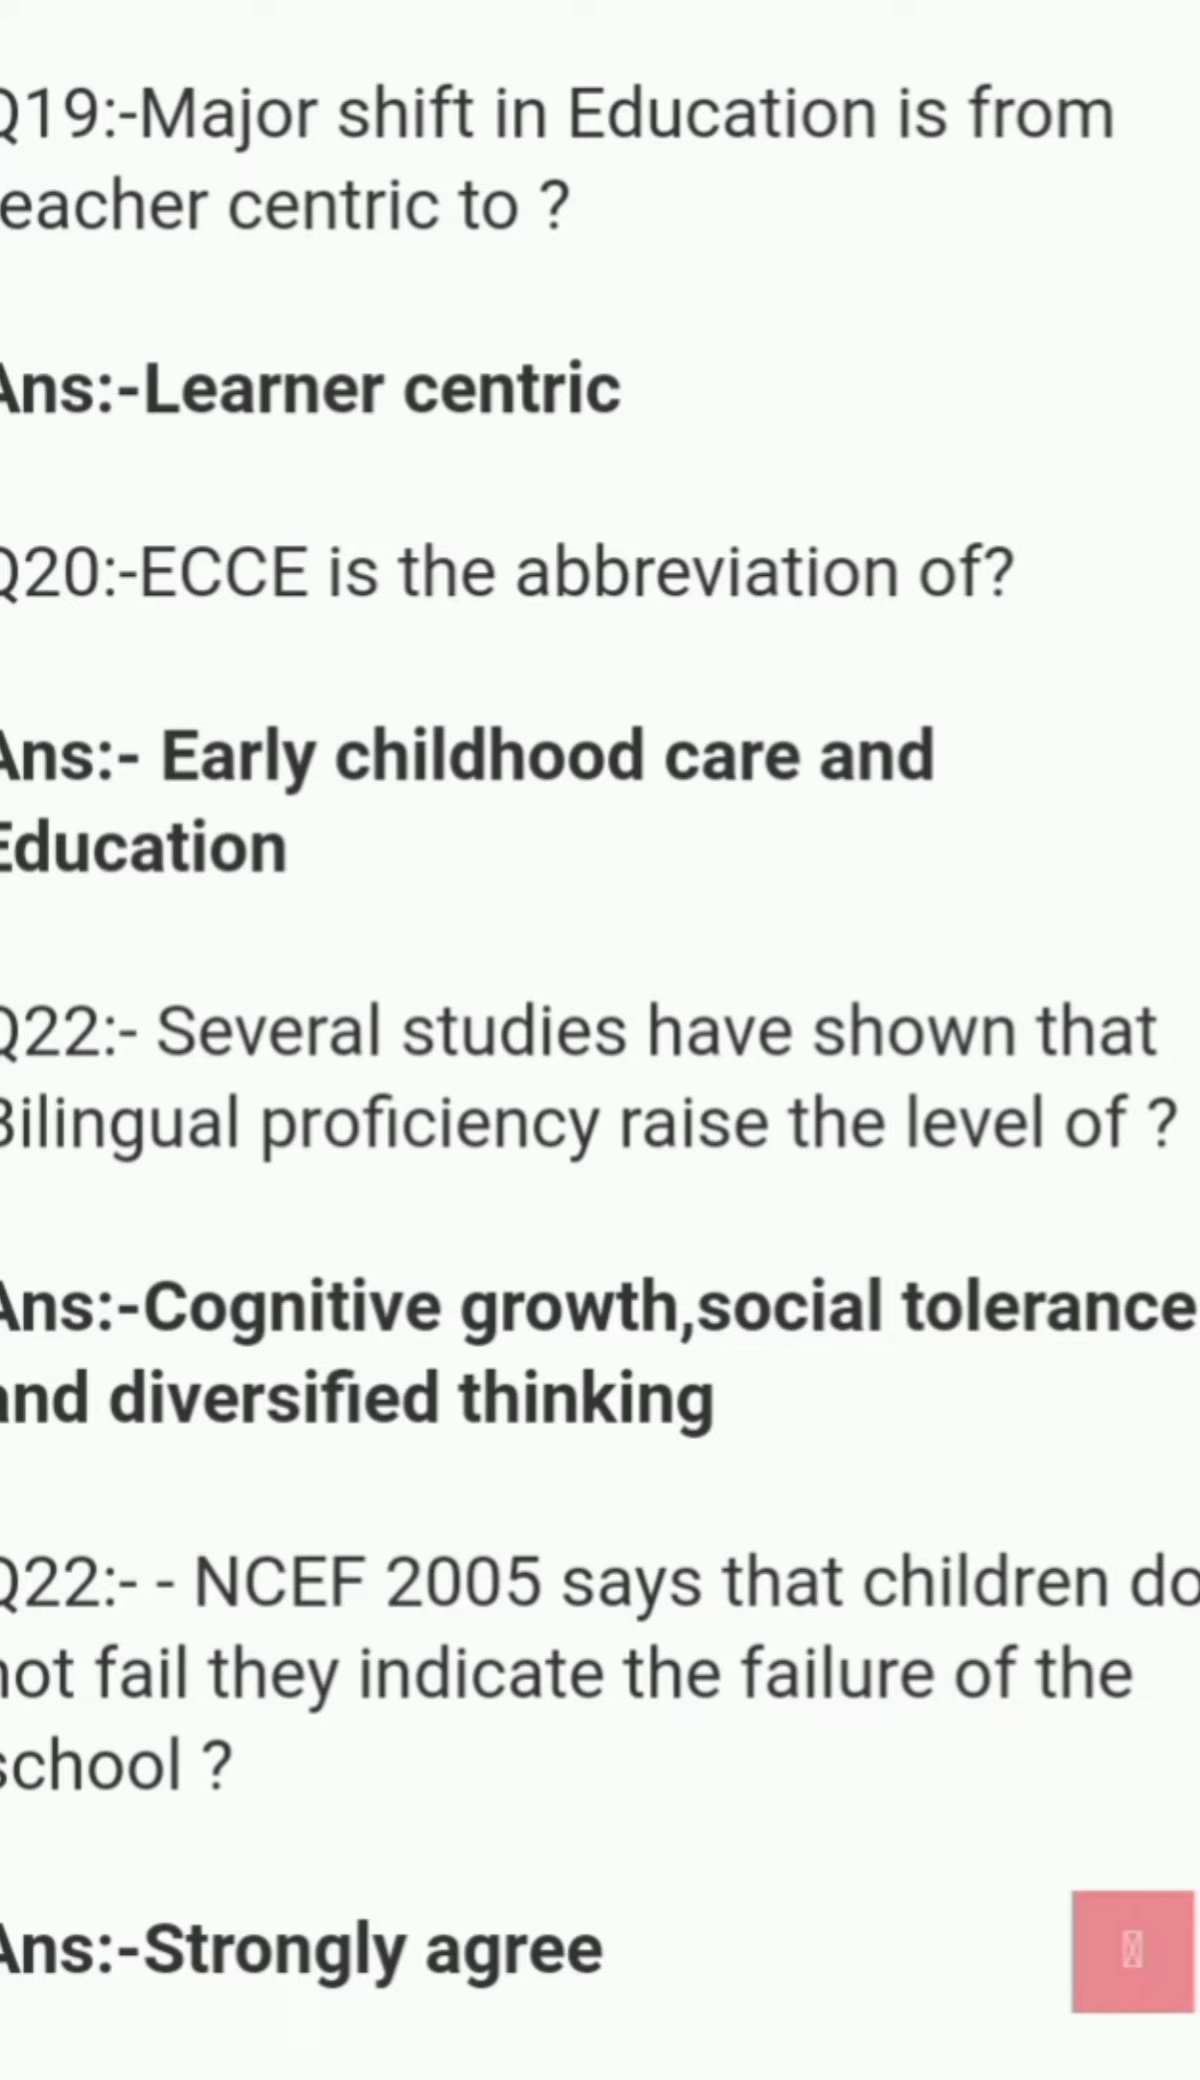 Q19:-Major shift in Education is from
eacher centric to ?
Ans:-Learner centric
Q20:-ECCE is the abbreviation of?
Ans:- Early childhood care and
Education
Q22:- Several studies have shown that
Bilingual proficiency raise the level of ?
Ans:-Cognitive growth,social tolerance
and diversified thinking
Q22:- - NCEF 2005 says that children do
not fail they indicate the failure of the
school ?
Ans:-Strongly agree